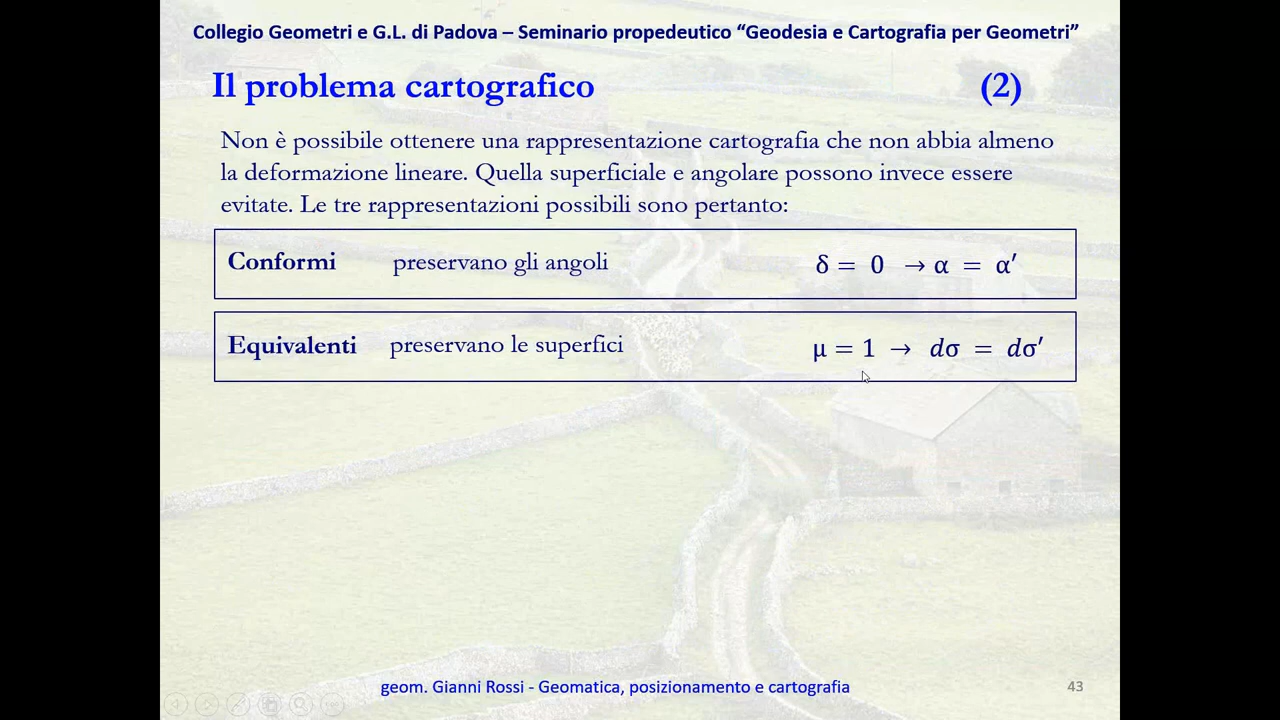 Collegio Geometri e G.L. di Padova – Seminario propedeutico “Geodesia e Cartografia per Geometri”
Il problema cartografico (2)
Non è possibile ottenere una rappresentazione cartografia che non abbia almeno
la deformazione lineare. Quella superficiale e angolare possono invece essere
evitate. Le tre rappresentazioni possibili sono pertanto:
Conformi preservano gli angoli δ = 0 → α = α′
Equivalenti preservano le superfici μ = 1 → dσ = dσ′
geom. Gianni Rossi - Geomatica, posizionamento e cartografia 43